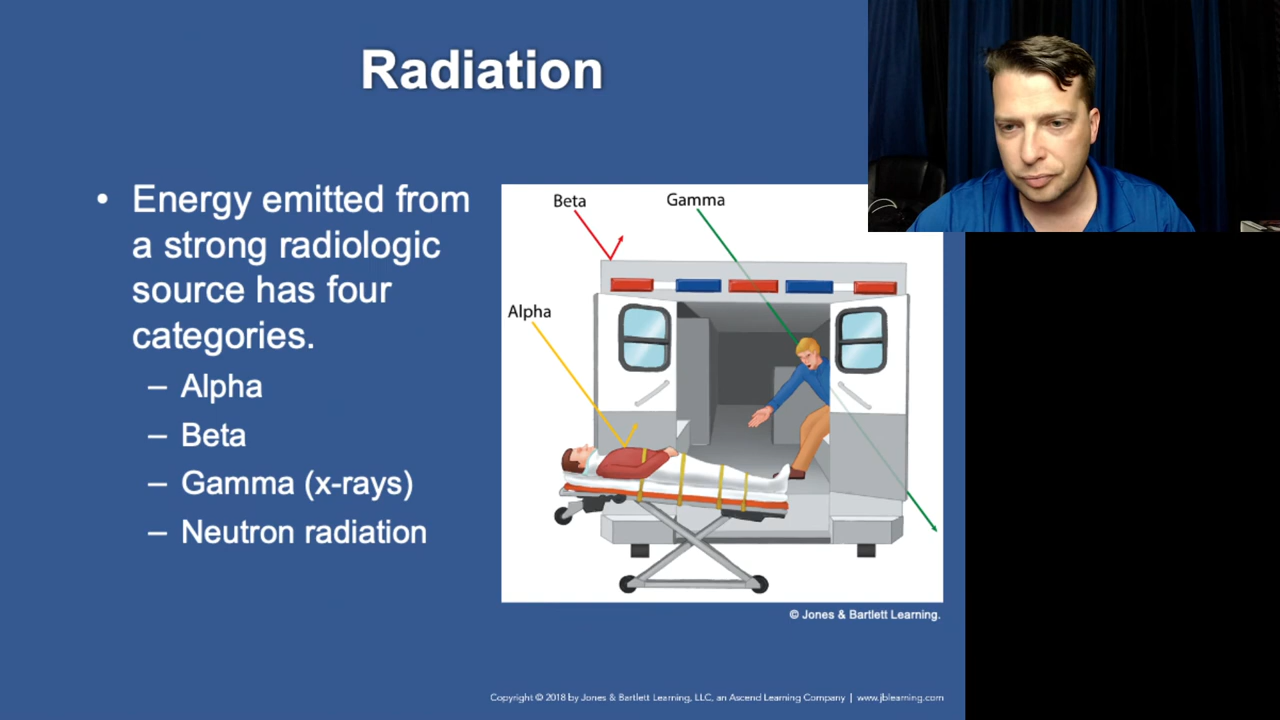 Radiation
• Energy emitted from
a strong radiologic
source has four
categories.
– Alpha
– Beta
– Gamma (x-rays)
– Neutron radiation
Beta
Gamma
Alpha
© Jones & Bartlett Learning.
Copyright © 2018 by Jones & Bartlett Learning, LLC, an Ascend Learning Company | www.jblearning.com